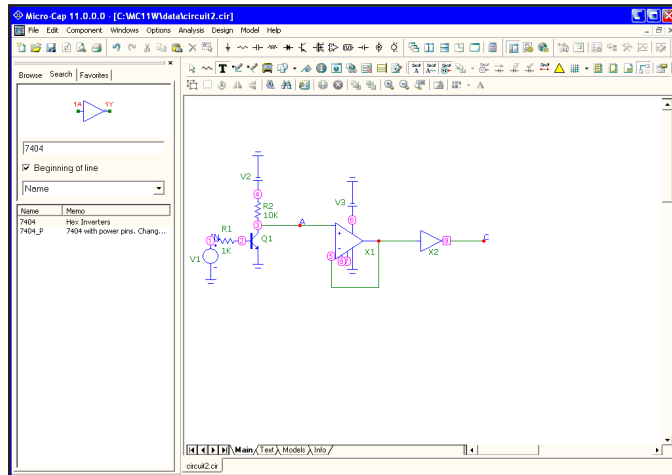 Micro-Cap 11.0.0.0 - [C:\MC11W\data\circuit2.cir]
File Edit Component Windows Options Analysis Design Model Help
Browse Search Favorites
1A 1Y
7404
Beginning of line
Name
Name Memo
7404 Hex Inverters
7404_P 7404 with power pins. Chang...
V2
4
R2
10K
3
A
V3
6
R1
1
2
1K
Q1
V1
5
X1
X2
9
C
Main Text Models Info
circuit2.cir